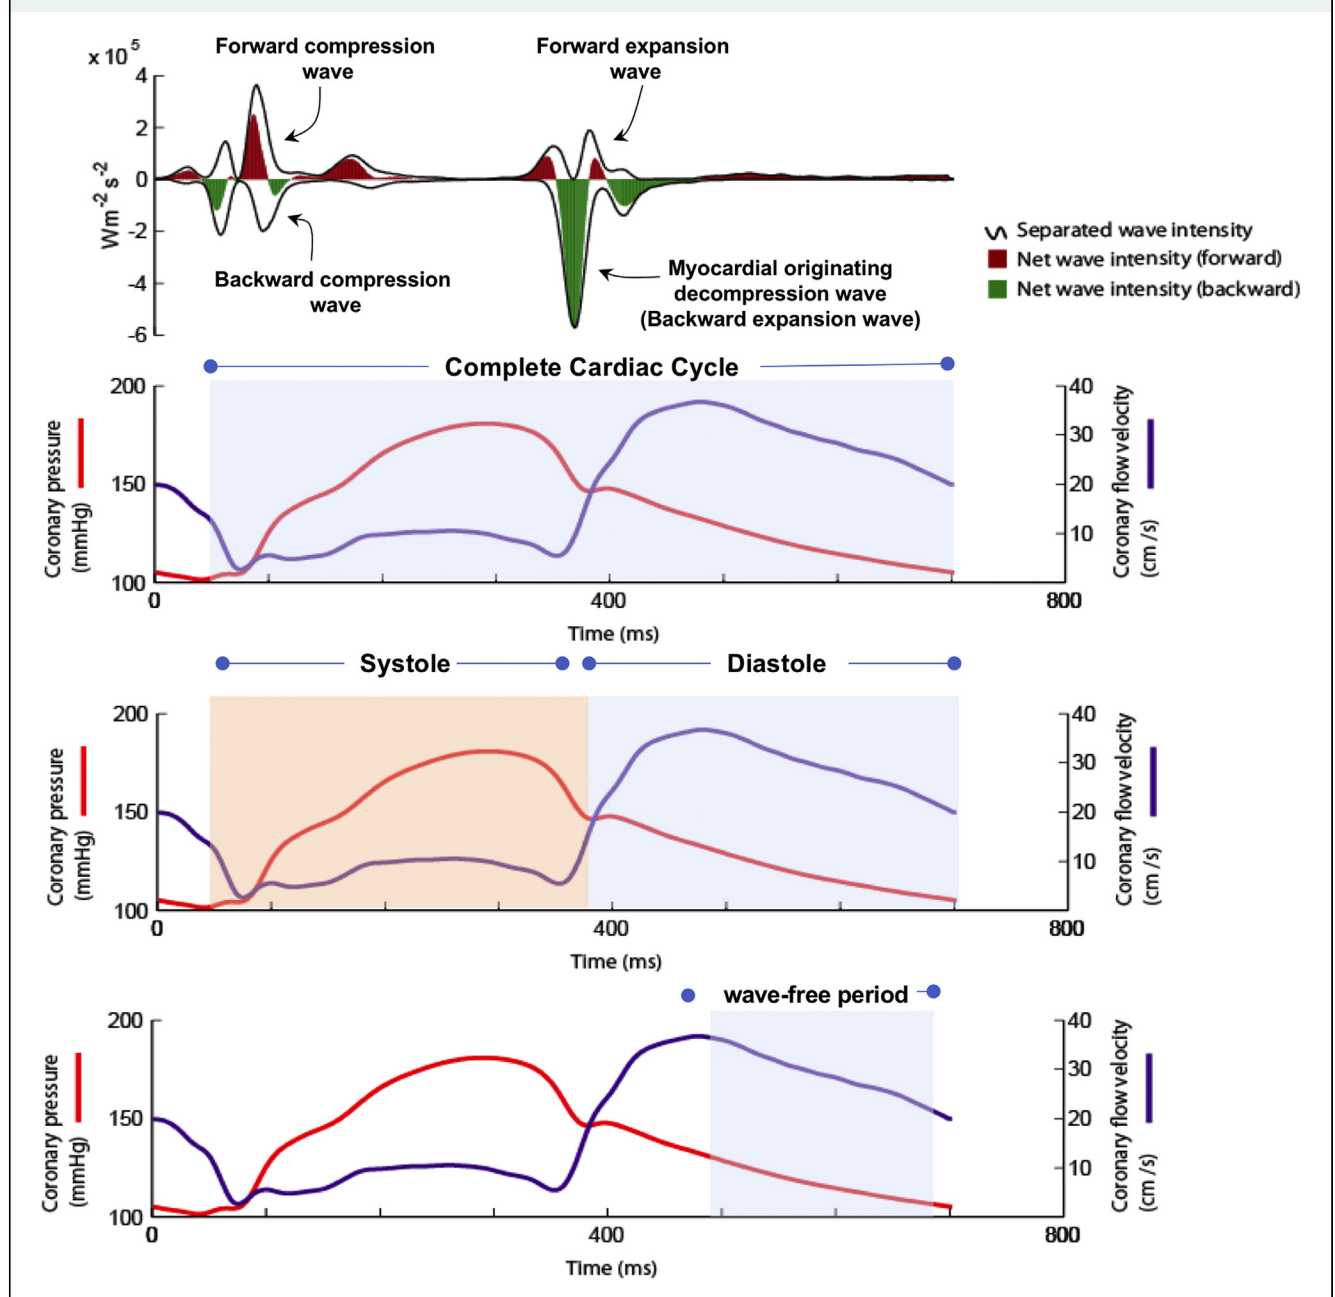 Forward compression
wave
Forward expansion
wave
x 10 5
4
2
0
-2
-4
-6
Wm-2 s-2
Backward compression
wave
Myocardial originating
decompression wave
(Backward expansion wave)
Separated wave intensity
Net wave intensity (forward)
Net wave intensity (backward)
Complete Cardiac Cycle
200
150
100
Coronary pressure
(mmHg)
40
30
20
10
Coronary flow velocity
(cm /s)
0
400
800
Time (ms)
Systole
Diastole
200
150
100
Coronary pressure
(mmHg)
40
30
20
10
Coronary flow velocity
(cm /s)
0
400
800
Time (ms)
wave-free period
200
150
100
Coronary pressure
(mmHg)
40
30
20
10
Coronary flow velocity
(cm /s)
0
400
800
Time (ms)